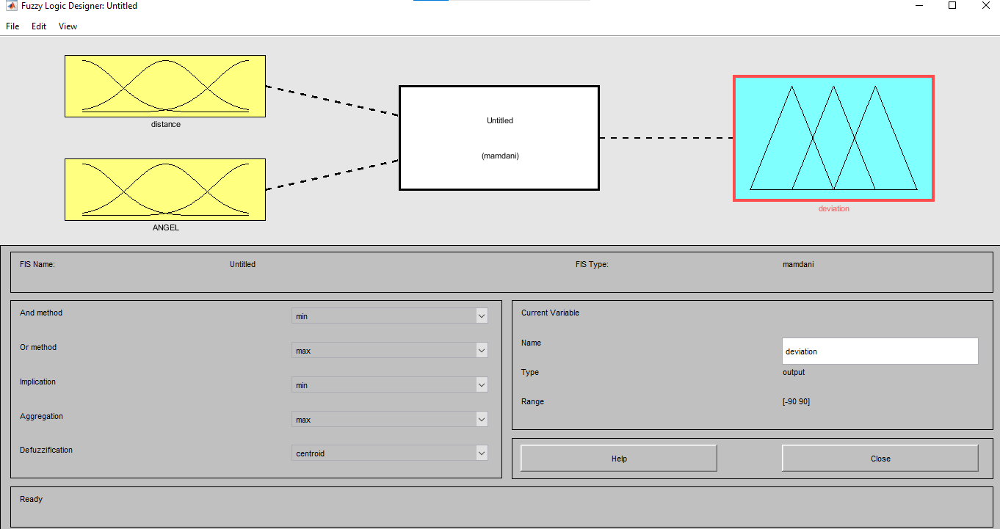 Fuzzy Logic Designer: Untitled
File Edit View
distance
ANGEL
Untitled
(mamdani)
deviation
FIS Name: Untitled FIS Type: mamdani
And method min
Or method max
Implication min
Aggregation max
Defuzzification centroid
Current Variable
Name deviation
Type output
Range [-90 90]
Help Close
Ready